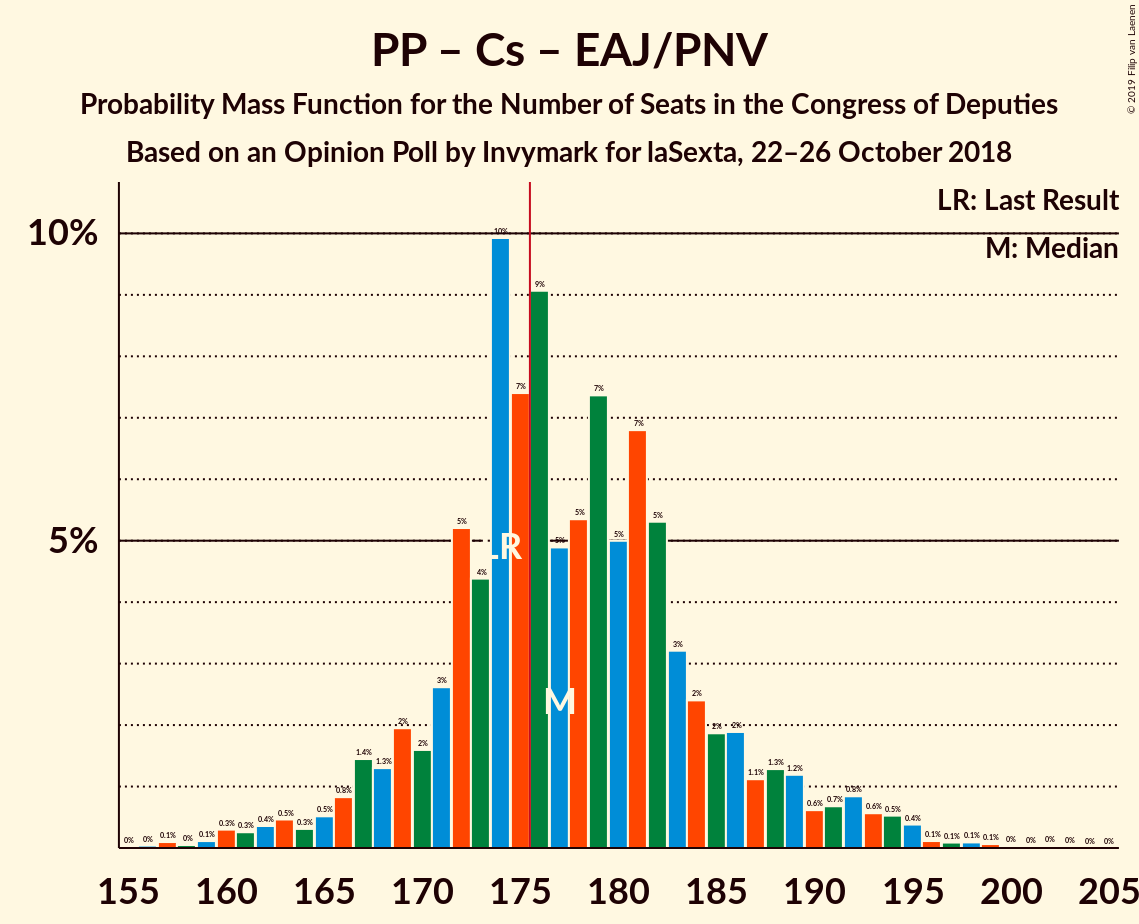 PP – Cs – EAJ/PNV
Probability Mass Function for the Number of Seats in the Congress of Deputies
Based on an Opinion Poll by Invymark for laSexta, 22–26 October 2018
© 2019 Filip van Laenen
LR: Last Result
M: Median
10%
5%
0% 0% 0.1% 0% 0.1% 0.3% 0.3% 0.4% 0.5% 0.3% 0.5% 0.8% 1.4% 1.3% 2% 2% 3% 5% 4% 10% 7% 9% 5% 5% 7% 5% 7% 5% 3% 2% 2% 2% 1.1% 1.3% 1.2% 0.6% 0.7% 0.8% 0.6% 0.5% 0.4% 0.1% 0.1% 0.1% 0.1% 0% 0% 0% 0% 0% 0%
LR
M
155 160 165 170 175 180 185 190 195 200 205